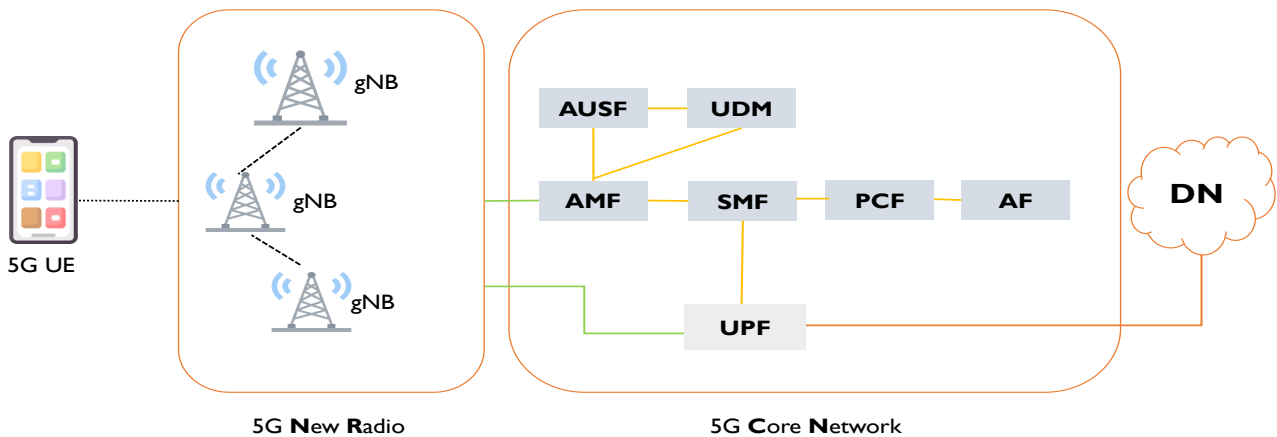 gNB
AUSF
UDM
DN
gNB
AMF
SMF
PCF
AF
5G UE
gNB
UPF
5G New Radio
5G Core Network